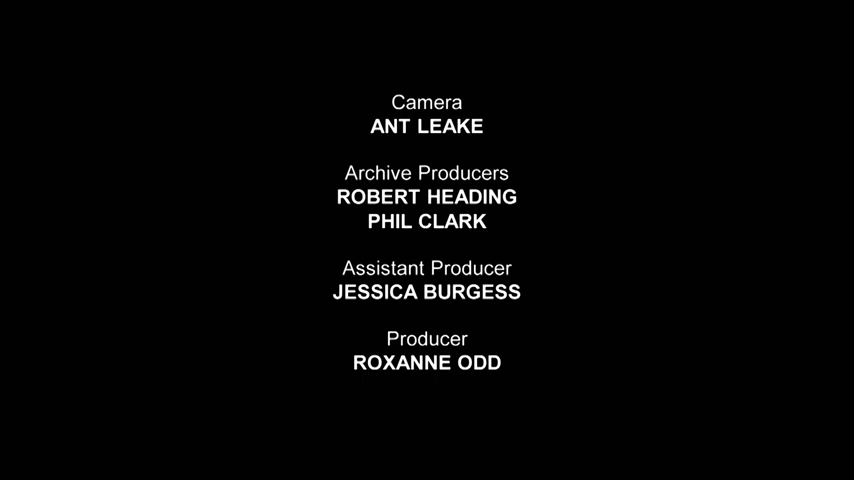 Camera
ANT LEAKE
Archive Producers
ROBERT HEADING
PHIL CLARK
Assistant Producer
JESSICA BURGESS
Producer
ROXANNE ODD